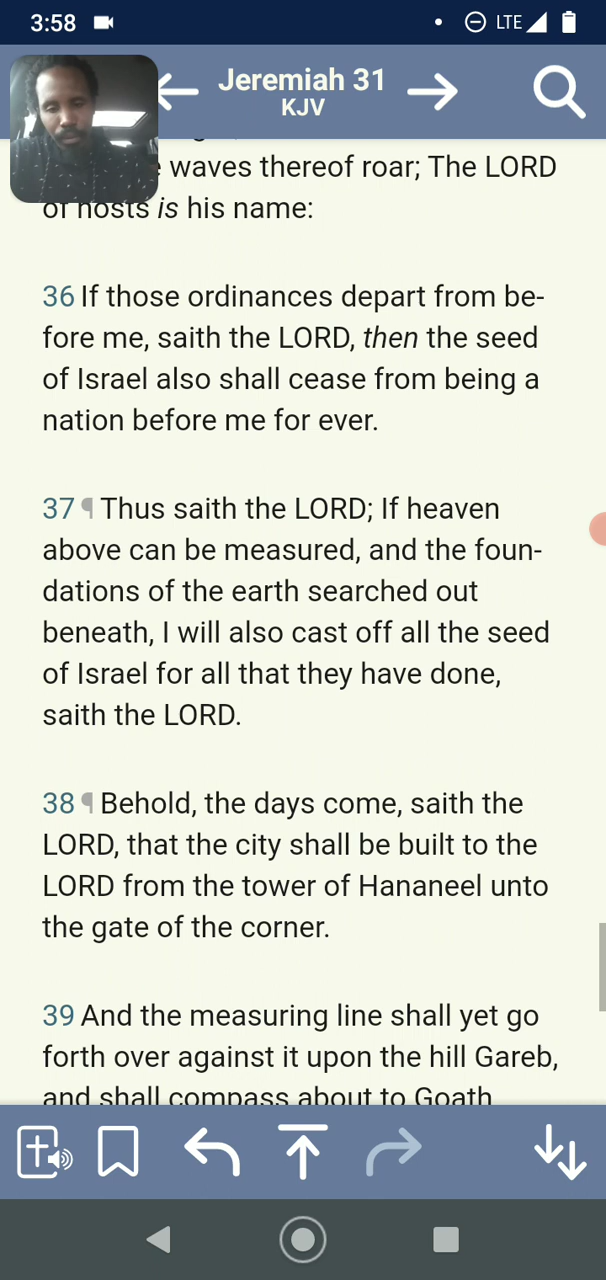 3:58
LTE
Jeremiah 31
KJV
waves thereof roar; The LORD
of hosts is his name:
36 If those ordinances depart from be-
fore me, saith the LORD, then the seed
of Israel also shall cease from being a
nation before me for ever.
37 ¶ Thus saith the LORD; If heaven
above can be measured, and the foun-
dations of the earth searched out
beneath, I will also cast off all the seed
of Israel for all that they have done,
saith the LORD.
38 ¶ Behold, the days come, saith the
LORD, that the city shall be built to the
LORD from the tower of Hananeel unto
the gate of the corner.
39 And the measuring line shall yet go
forth over against it upon the hill Gareb,
and shall compass about to Goath